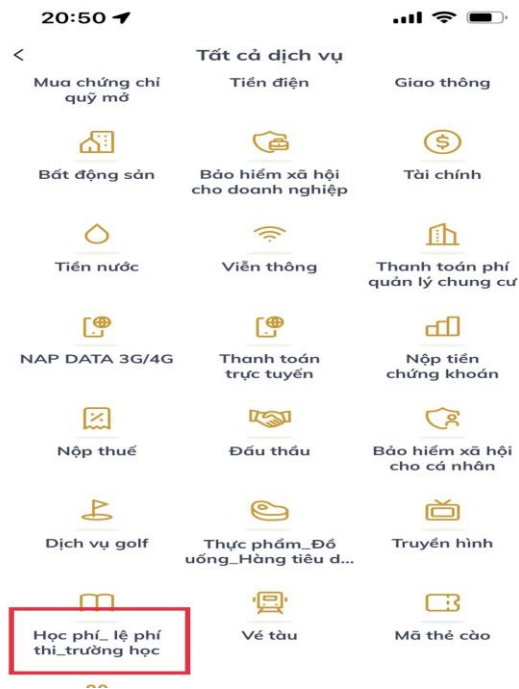 20:50
Tất cả dịch vụ
Mua chứng chỉ
quỹ mở
Tiền điện
Giao thông
Bất động sản
Bảo hiểm xã hội
cho doanh nghiệp
Tài chính
Tiền nước
Viễn thông
Thanh toán phí
quản lý chung cư
NAP DATA 3G/4G
Thanh toán
trực tuyến
Nộp tiền
chứng khoán
Nộp thuế
Đấu thầu
Bảo hiểm xã hội
cho cá nhân
Dịch vụ golf
Thực phẩm_Đồ
uống_Hàng tiêu d...
Truyền hình
Học phí_ lệ phí
thi_trường học
Vé tàu
Mã thẻ cào